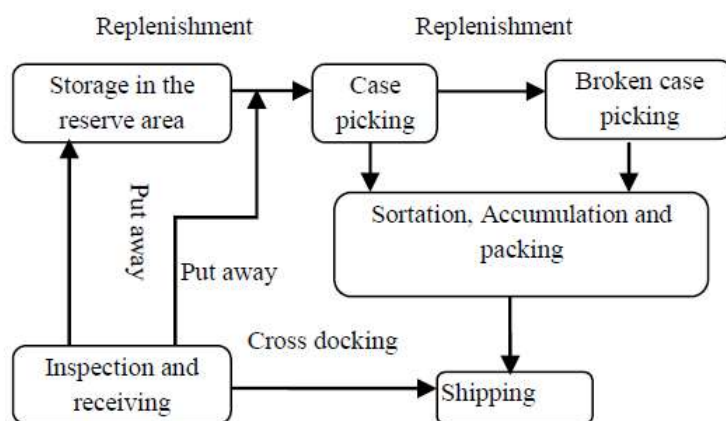 Replenishment
Replenishment
Storage in the
reserve area
Case
picking
Broken case
picking
Put away
Put away
Sortation, Accumulation and
packing
Cross docking
Inspection and
receiving
Shipping